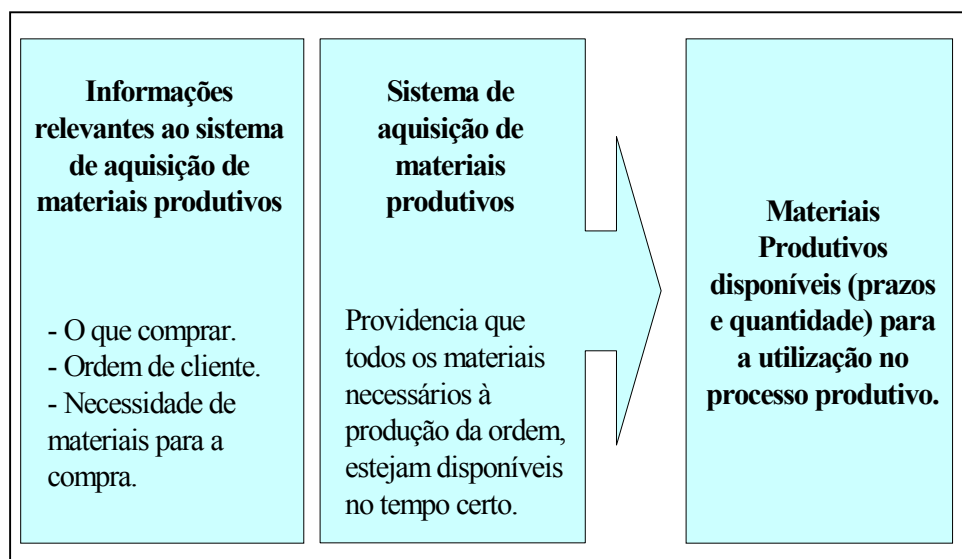 Informações
relevantes ao sistema
de aquisição de
materiais produtivos
- O que comprar.
- Ordem de cliente.
- Necessidade de
materiais para a
compra.
Sistema de
aquisição de
materiais
produtivos
Providencia que
todos os materiais
necessários à
produção da ordem,
estejam disponíveis
no tempo certo.
Materiais
Produtivos
disponíveis (prazos
e quantidade) para
a utilização no
processo produtivo.